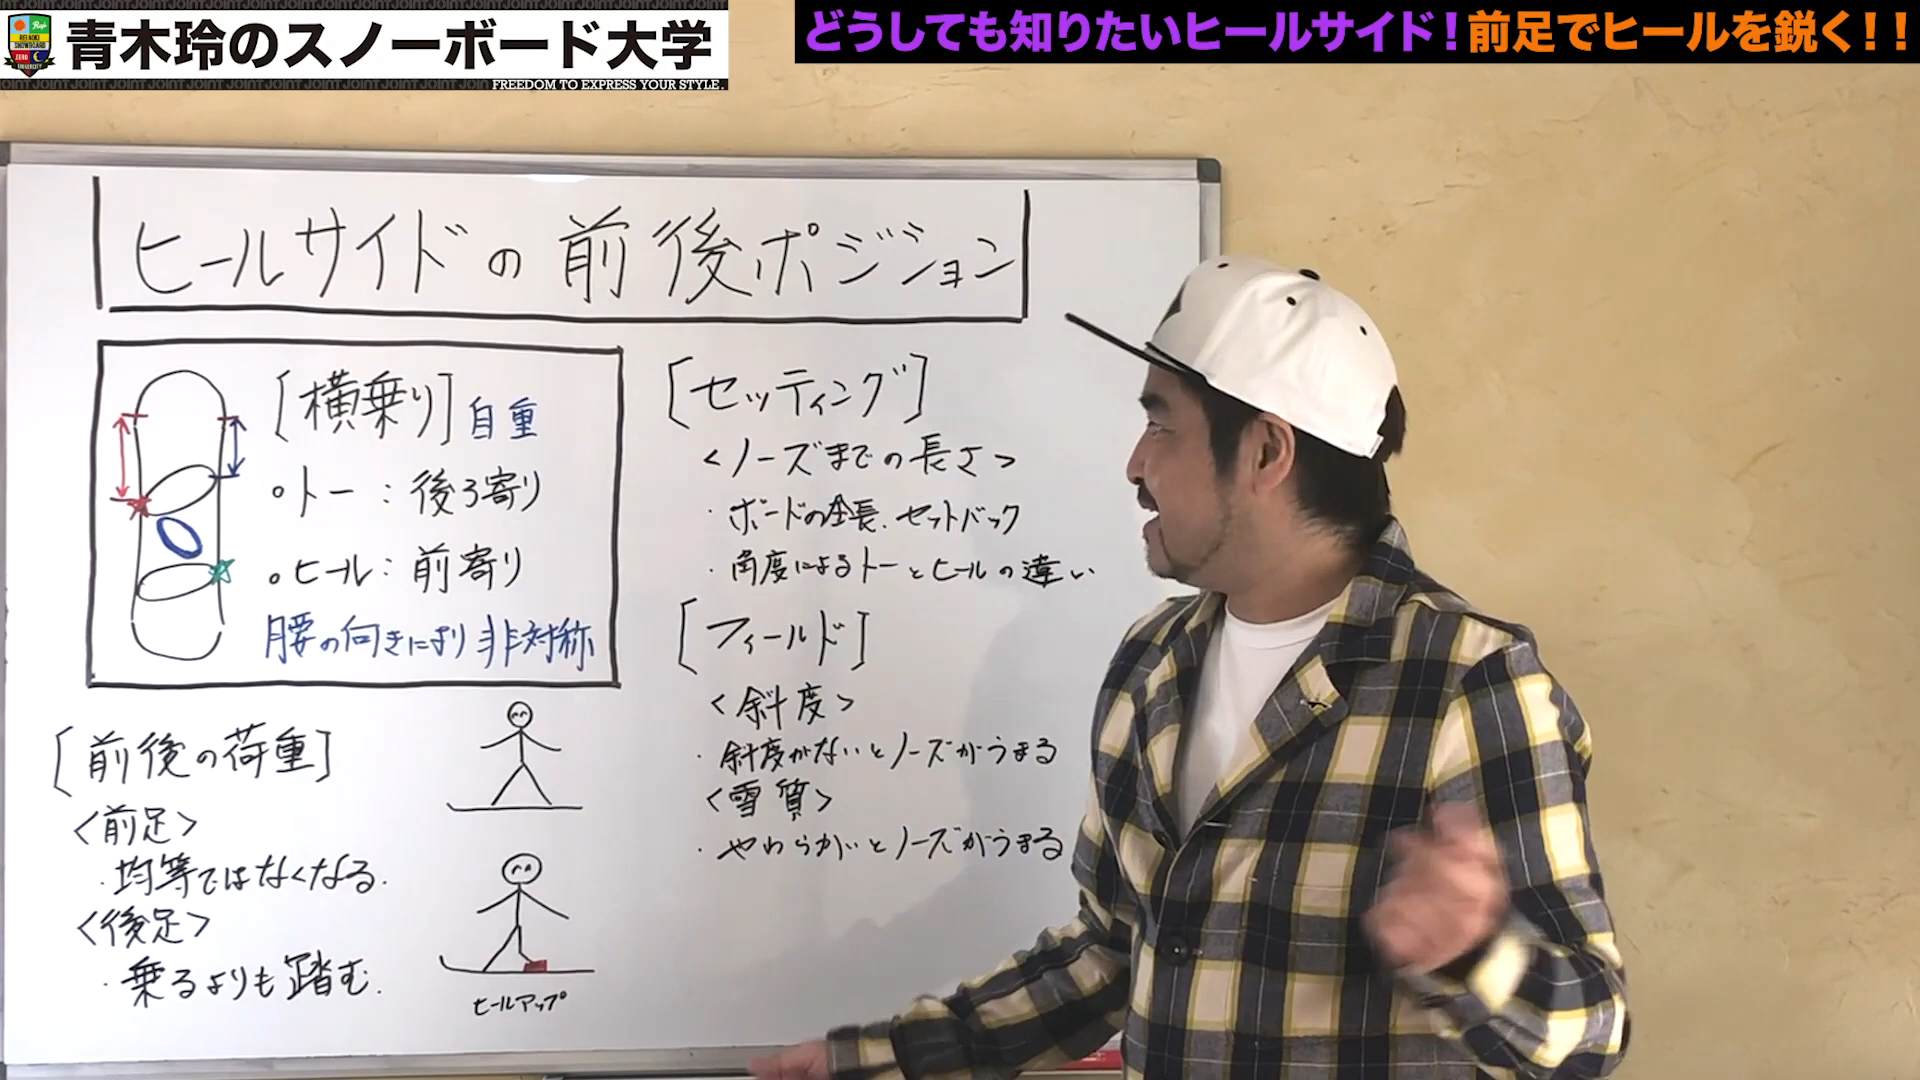 青木玲のスノーボード大学
FREEDOM TO EXPRESS YOUR STYLE.
どうしても知りたいヒールサイド！前足でヒールを鋭く！！
ヒールサイドの前後ポジション
[横乗り] 自重
○トー：後ろ寄り
○ヒール：前寄り
腰の向きにより非対称
[前後の荷重]
<前足>
・均等ではなくなる.
<後足>
・乗るよりも踏む.
ヒールアップ
[セッティング]
<ノーズまでの長さ>
・ボードの全長、セットバック
・角度によるトーとヒールの違い
[フィールド]
<斜度>
・斜度がないとノーズがうまる
<雪質>
・やわらかいとノーズがうまる